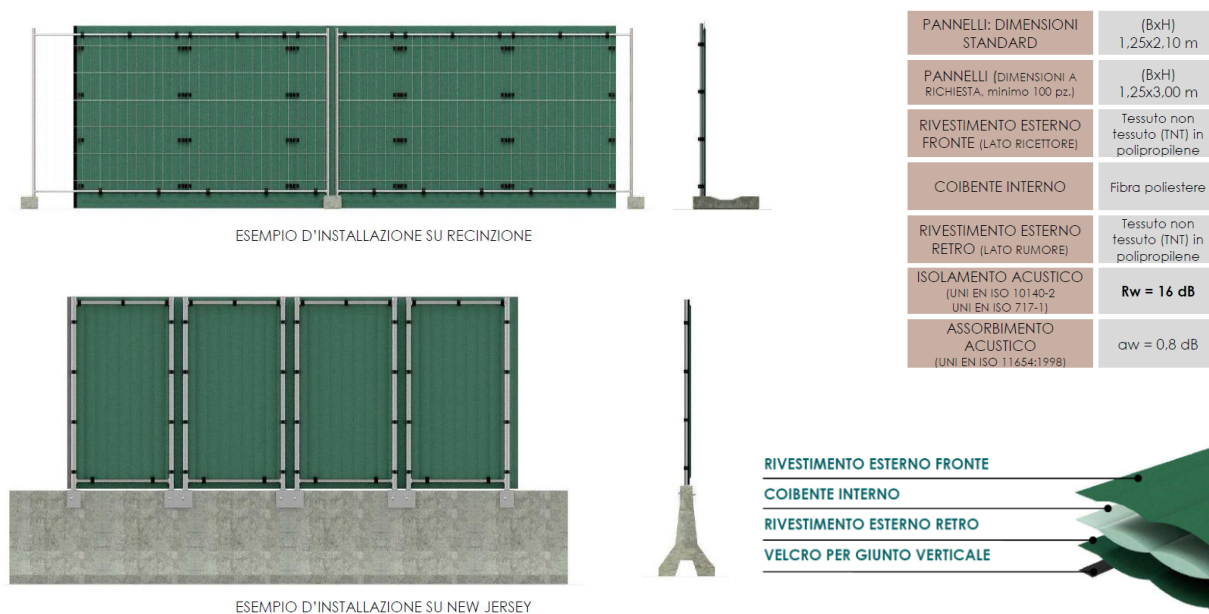 PANNELLI: DIMENSIONI
STANDARD
(BxH)
1,25x2,10 m
PANNELLI (DIMENSIONI A
RICHIESTA, minimo 100 pz.)
(BxH)
1,25x3,00 m
RIVESTIMENTO ESTERNO
FRONTE (LATO RICETTORE)
Tessuto non
tessuto (TNT) in
polipropilene
COIBENTE INTERNO
Fibra poliestere
RIVESTIMENTO ESTERNO
RETRO (LATO RUMORE)
Tessuto non
tessuto (TNT) in
polipropilene
ISOLAMENTO ACUSTICO
(UNI EN ISO 10140-2
UNI EN ISO 717-1)
Rw = 16 dB
ASSORBIMENTO
ACUSTICO
(UNI EN ISO 11654:1998)
αw = 0,8 dB
ESEMPIO D'INSTALLAZIONE SU RECINZIONE
RIVESTIMENTO ESTERNO FRONTE
COIBENTE INTERNO
RIVESTIMENTO ESTERNO RETRO
VELCRO PER GIUNTO VERTICALE
ESEMPIO D'INSTALLAZIONE SU NEW JERSEY